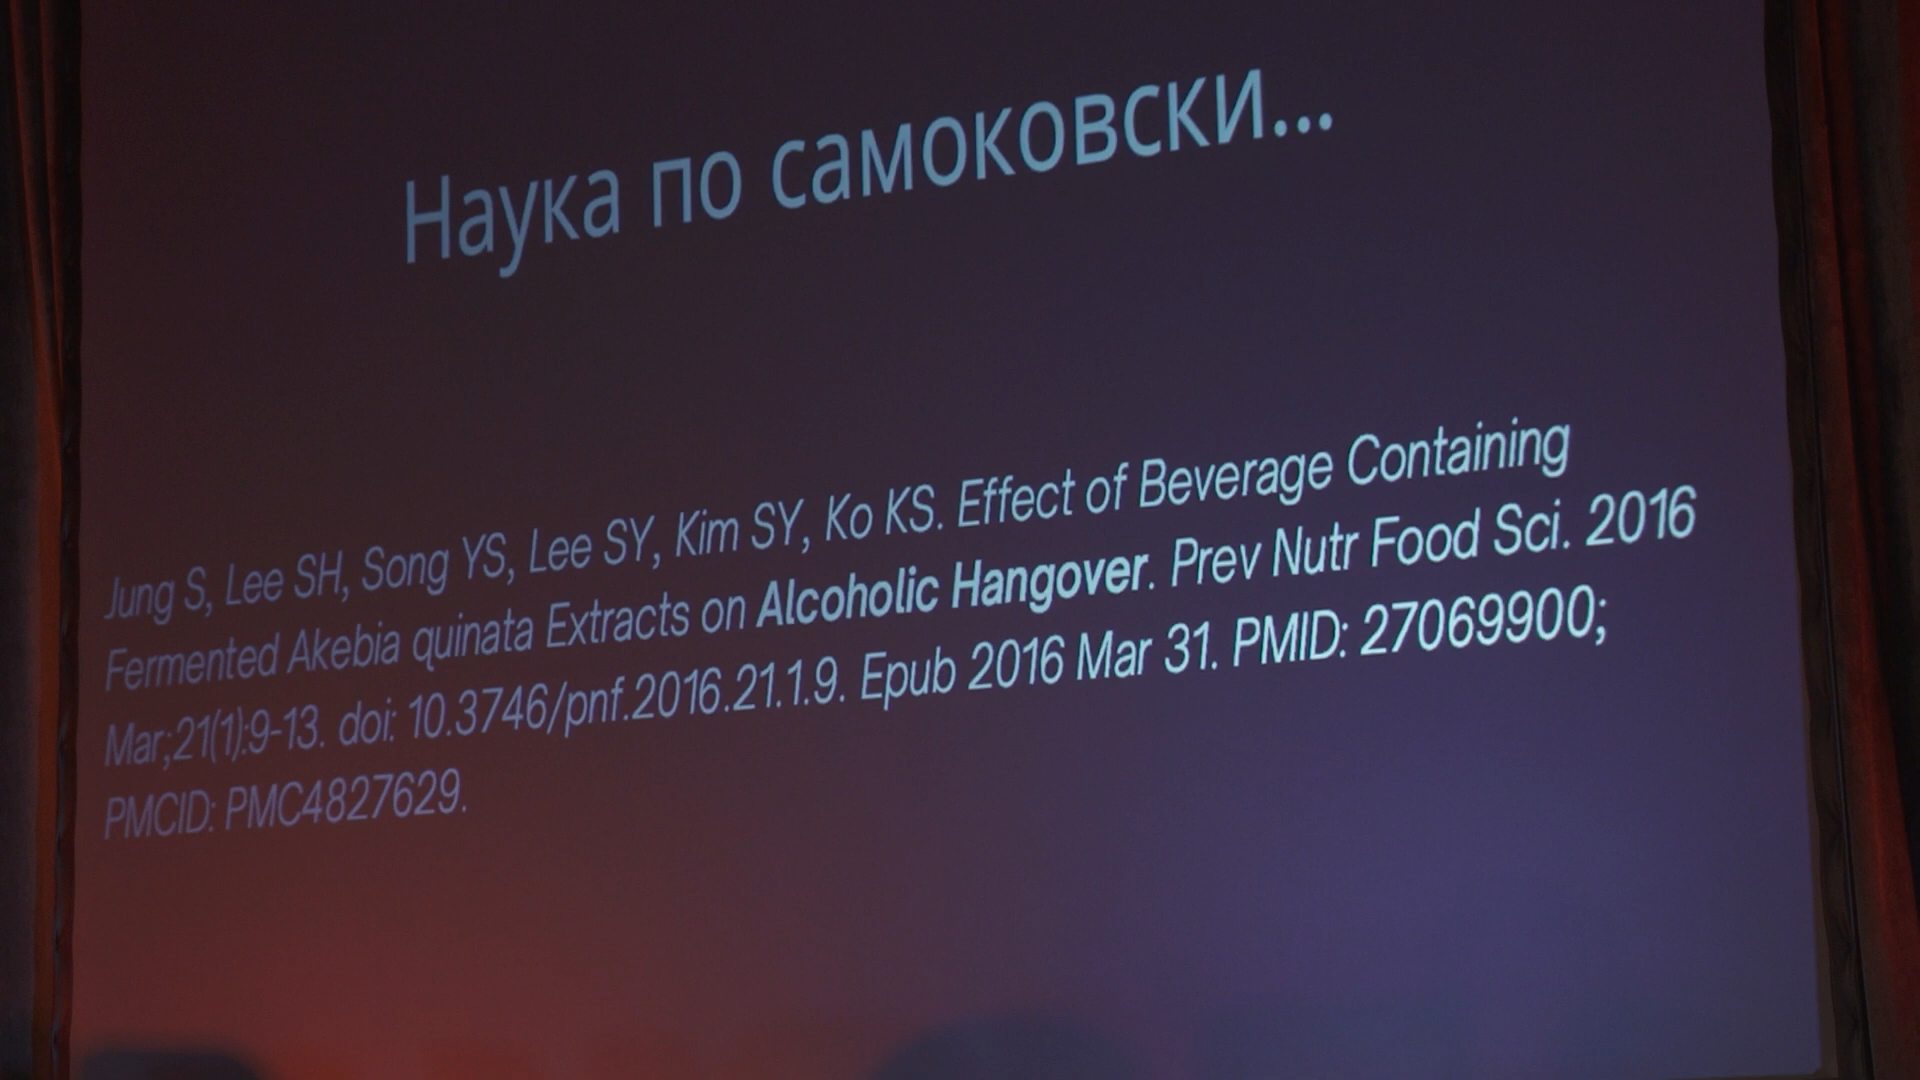 Наука по самоковски...
Jung S, Lee SH, Song YS, Lee SY, Kim SY, Ko KS. Effect of Beverage Containing
Fermented Akebia quinata Extracts on Alcoholic Hangover. Prev Nutr Food Sci. 2016
Mar;21(1):9-13. doi: 10.3746/pnf.2016.21.1.9. Epub 2016 Mar 31. PMID: 27069900;
PMCID: PMC4827629.